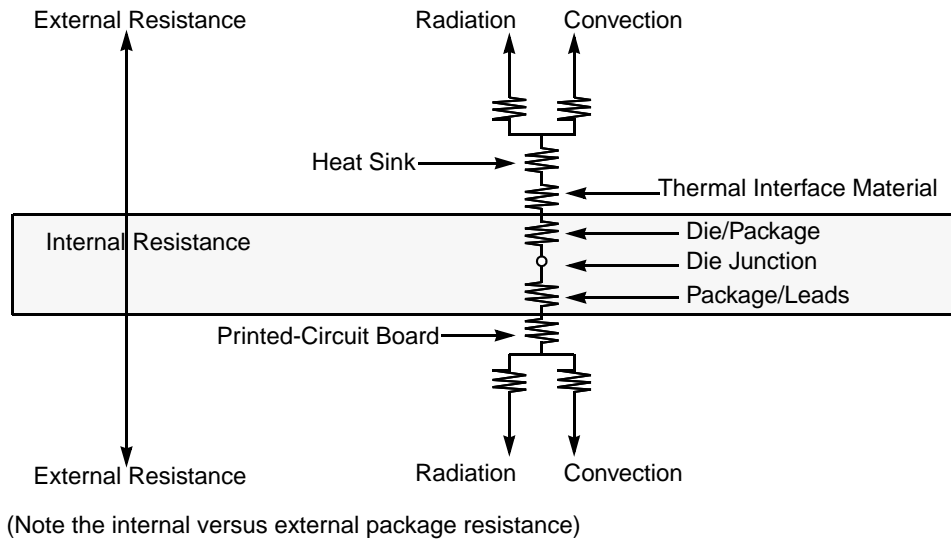 External Resistance
Radiation
Convection
Heat Sink
Thermal Interface Material
Internal Resistance
Die/Package
Die Junction
Package/Leads
Printed-Circuit Board
External Resistance
Radiation
Convection
(Note the internal versus external package resistance)